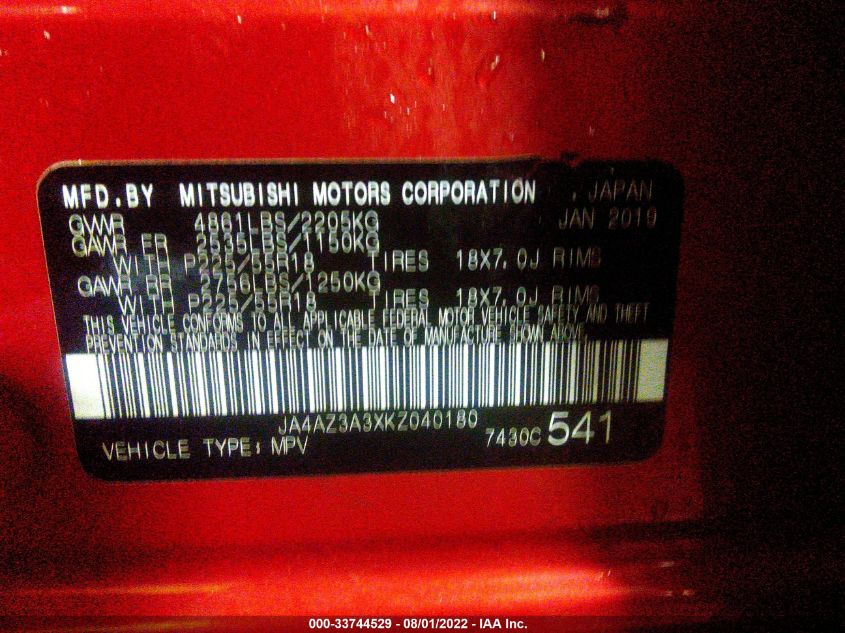 MFD.BY MITSUBISHI MOTORS CORPORATION JAPAN
GVWR 4861LBS/2205KG JAN 2019
GAWR FR 2535LBS/1150KG
WITH P225/55R18 TIRES 18X7.0J RIMS
GAWR RR 2756LBS/1250KG
WITH P225/55R18 TIRES 18X7.0J RIMS
THIS VEHICLE CONFORMS TO ALL APPLICABLE FEDERAL MOTOR VEHICLE SAFETY AND THEFT
PREVENTION STANDARDS IN EFFECT ON THE DATE OF MANUFACTURE SHOWN ABOVE.
JA4AZ3A3XKZ040180
VEHICLE TYPE: MPV 7430C 541
000-33744529 - 08/01/2022 - IAA Inc.